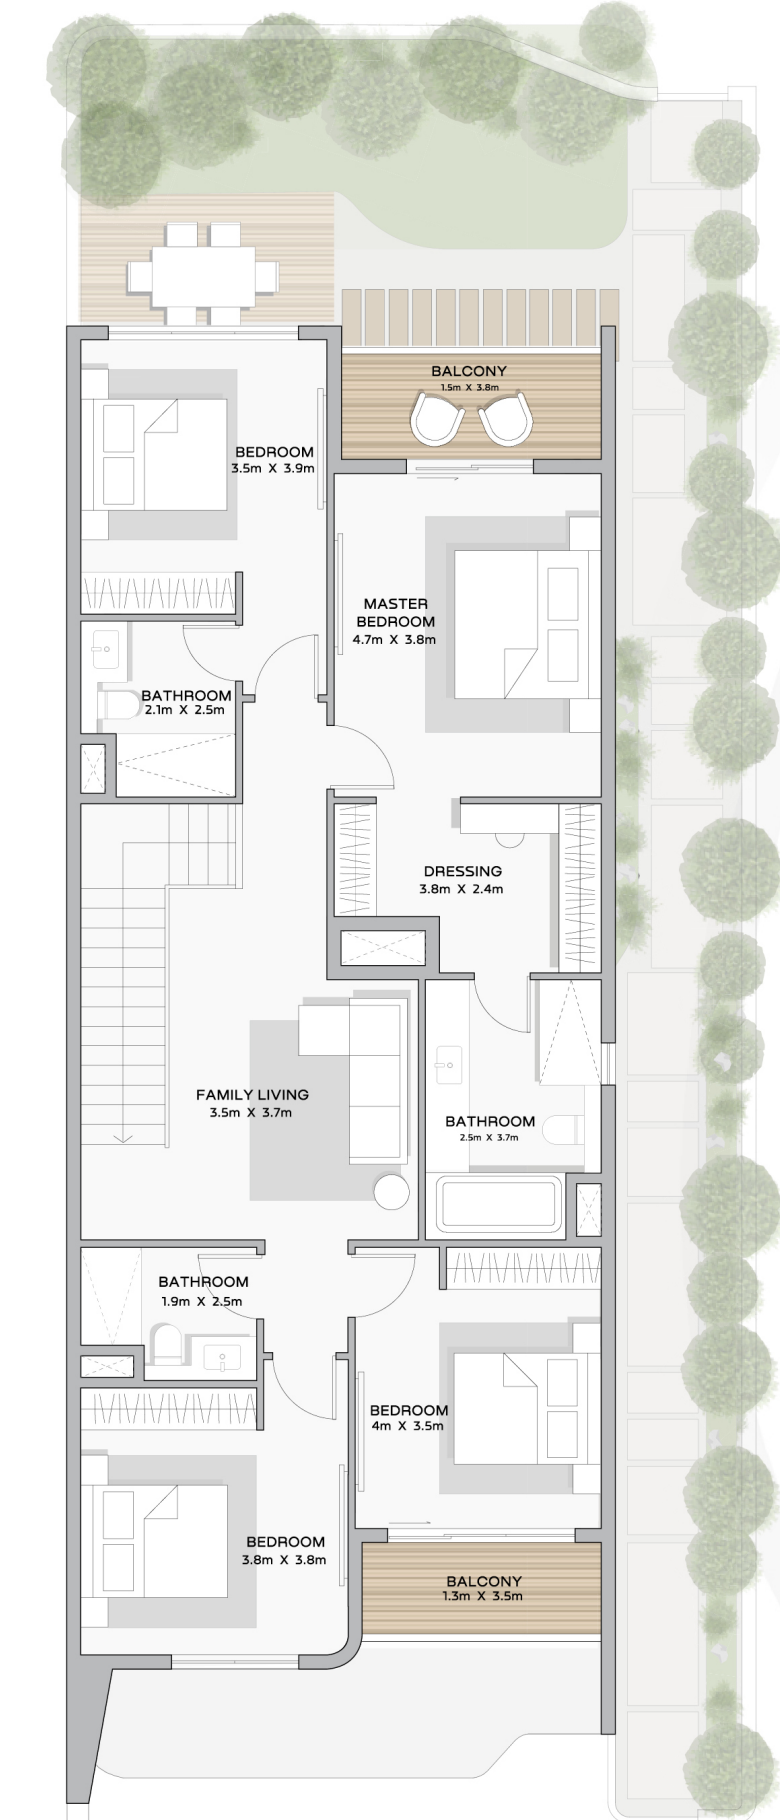 BALCONY
1.5m X 3.8m
BEDROOM
3.5m X 3.9m
MASTER
BEDROOM
4.7m X 3.8m
BATHROOM
2.1m X 2.5m
DRESSING
3.8m X 2.4m
FAMILY LIVING
3.5m X 3.7m
BATHROOM
2.5m X 3.7m
BATHROOM
1.9m X 2.5m
BEDROOM
4m X 3.5m
BEDROOM
3.8m X 3.8m
BALCONY
1.3m X 3.5m